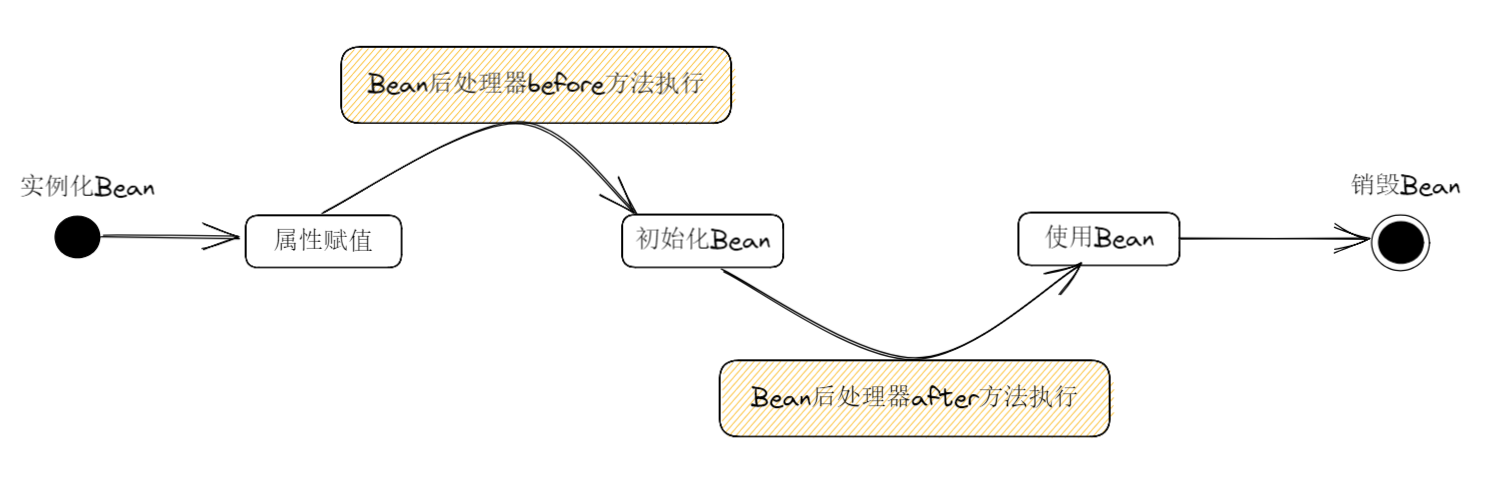 Bean后处理器before方法执行
实例化Bean
属性赋值
初始化Bean
使用Bean
销毁Bean
Bean后处理器after方法执行